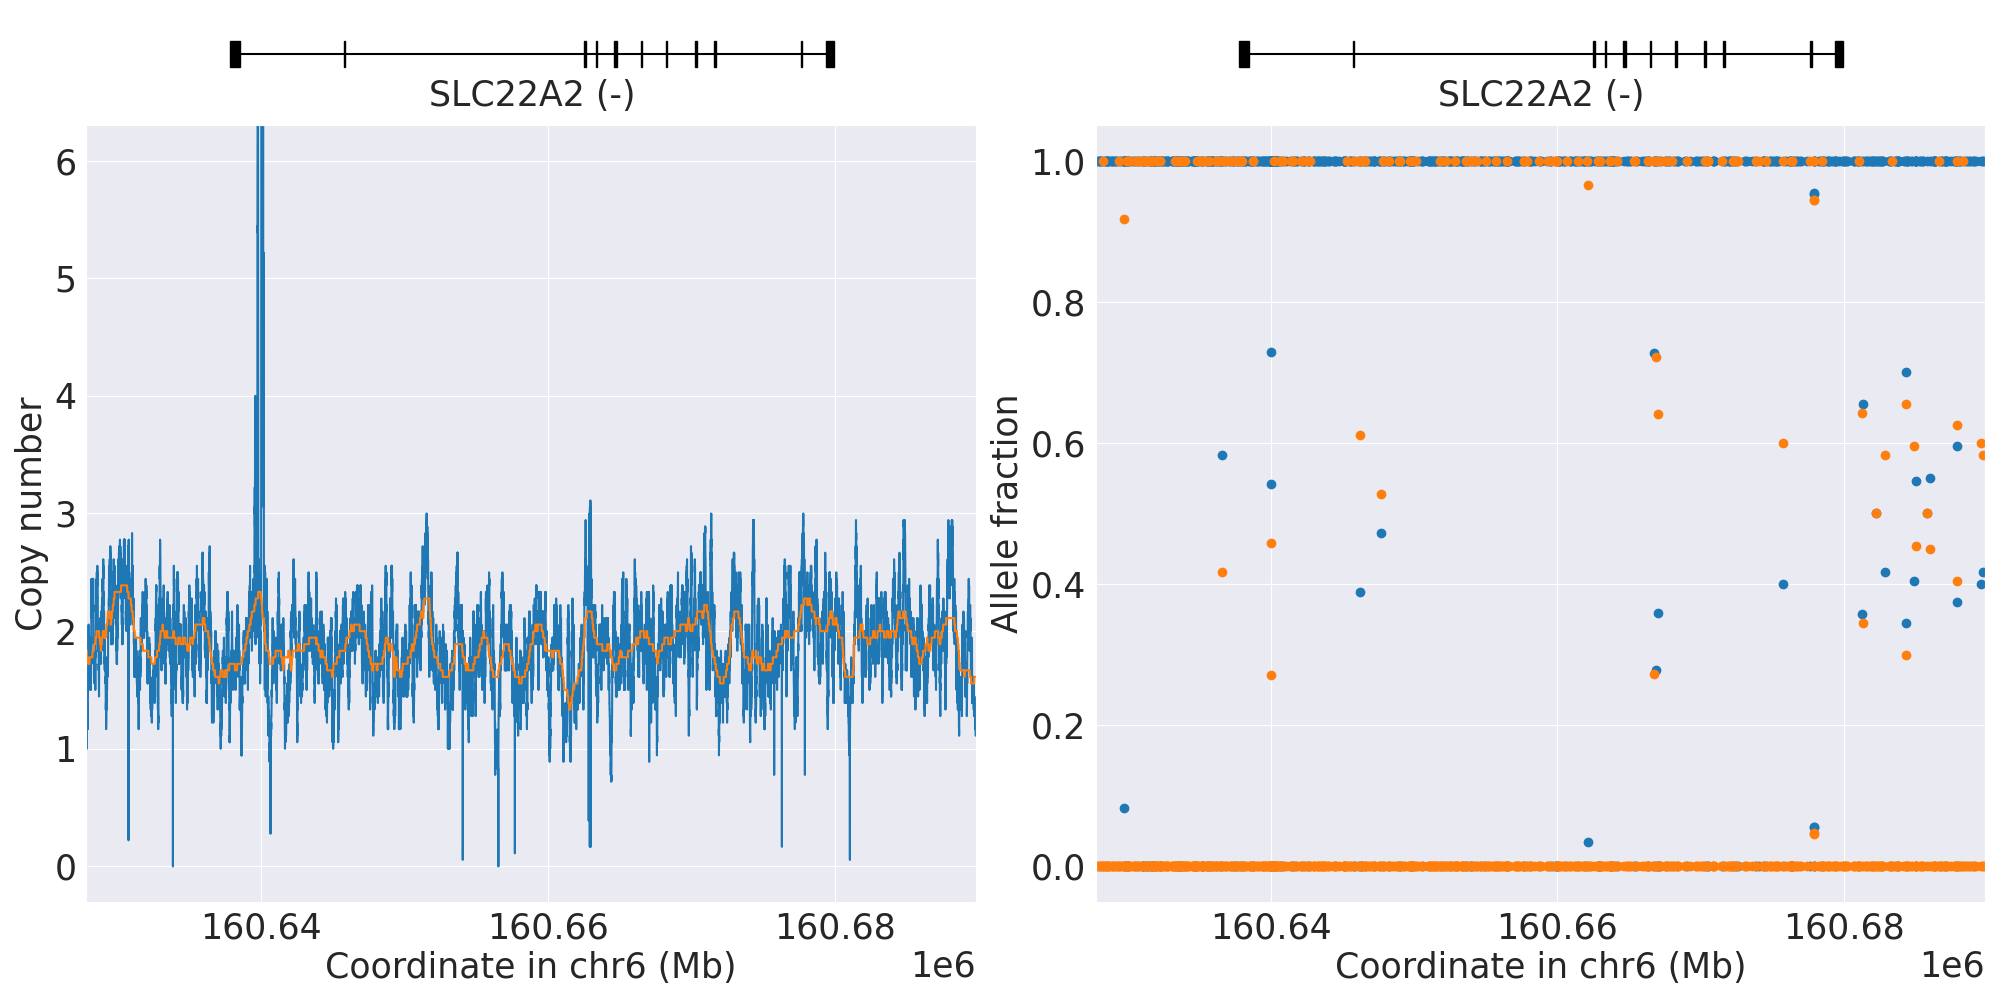 SLC22A2 (-)
6
5
4
3
2
1
0
Copy number
160.64
160.66
160.68
Coordinate in chr6 (Mb)
1e6
SLC22A2 (-)
1.0
0.8
0.6
0.4
0.2
0.0
Allele fraction
160.64
160.66
160.68
Coordinate in chr6 (Mb)
1e6